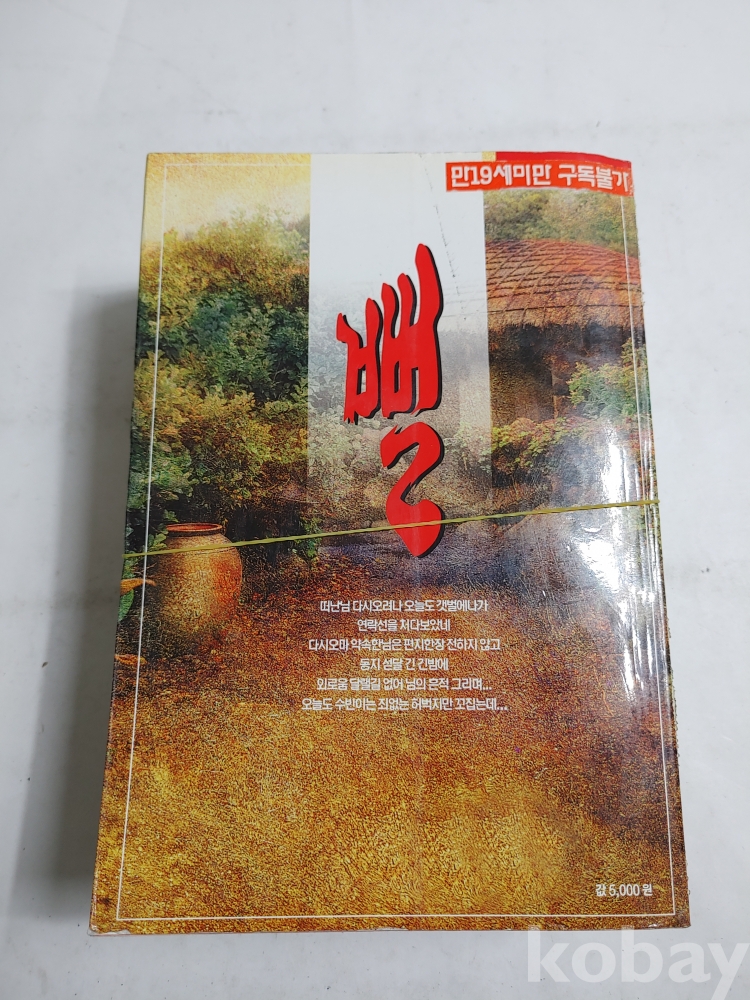 만19세미만 구독불가
뻘
떠난님 다시오려나 오늘도 갯벌에나가
연락선을 처다보았네
다시오마 약속한님은 편지한장 전하지 않고
동지 섣달 긴 긴밤에
외로움 달랠길 없어 님의 흔적 그리며...
오늘도 수빈이는 죄없는 허벅지만 꼬집는데...
값 5,000 원
kobay